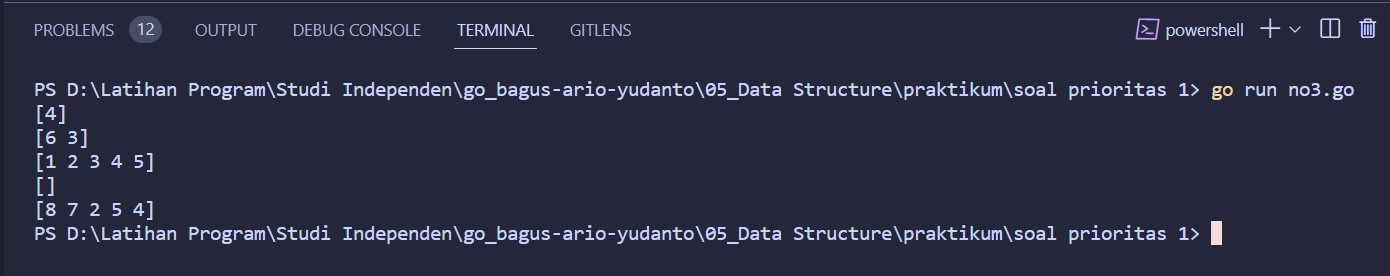 PROBLEMS 12 OUTPUT DEBUG CONSOLE TERMINAL GITLENS powershell
PS D:\Latihan Program\Studi Independen\go_bagus-ario-yudanto\05_Data Structure\praktikum\soal prioritas 1> go run no3.go
[4]
[6 3]
[1 2 3 4 5]
[]
[8 7 2 5 4]
PS D:\Latihan Program\Studi Independen\go_bagus-ario-yudanto\05_Data Structure\praktikum\soal prioritas 1>